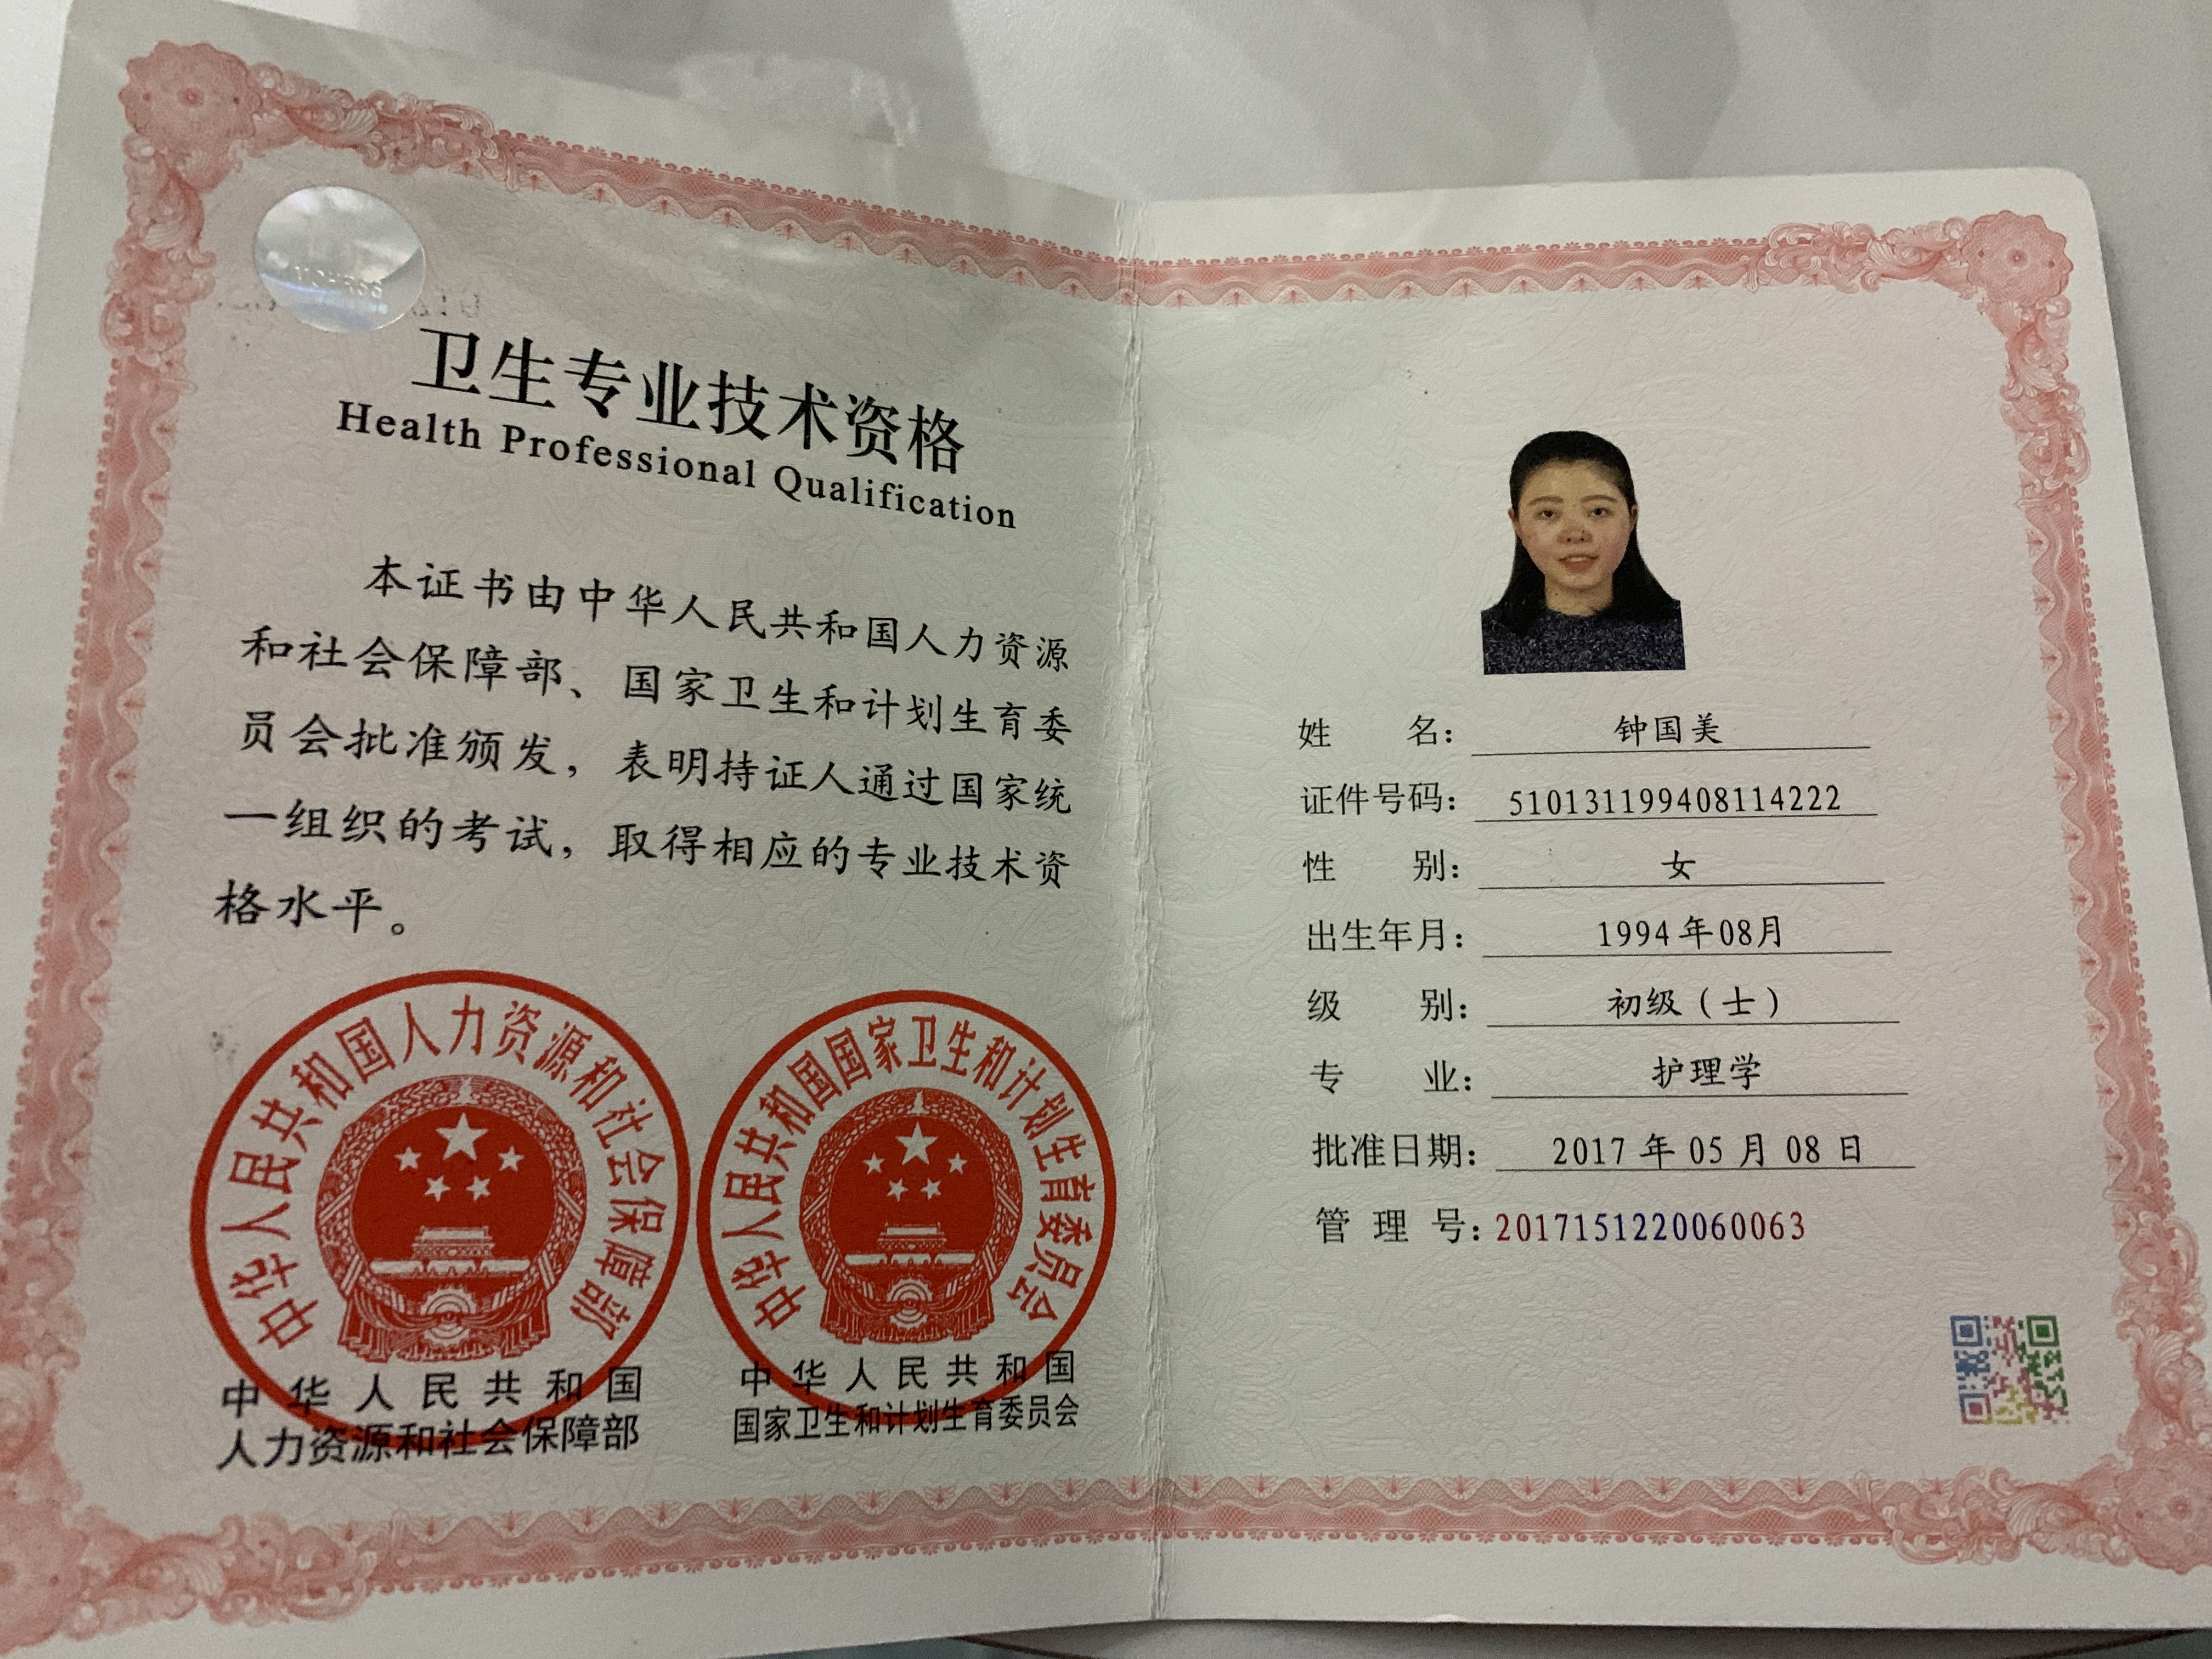 卫生专业技术资格
Health Professional Qualification
本证书由中华人民共和国人力资源
和社会保障部、国家卫生和计划生育委
员会批准颁发，表明持证人通过国家统
一组织的考试，取得相应的专业技术资
格水平。
中华人民共和国人力资源和社会保障部
中华人民共和国
人力资源和社会保障部
中华人民共和国国家卫生和计划生育委员会
中华人民共和国
国家卫生和计划生育委员会
姓名：钟国美
证件号码：510131199408114222
性别：女
出生年月：1994年08月
级别：初级（士）
专业：护理学
批准日期：2017年05月08日
管理号：20171512200600​63